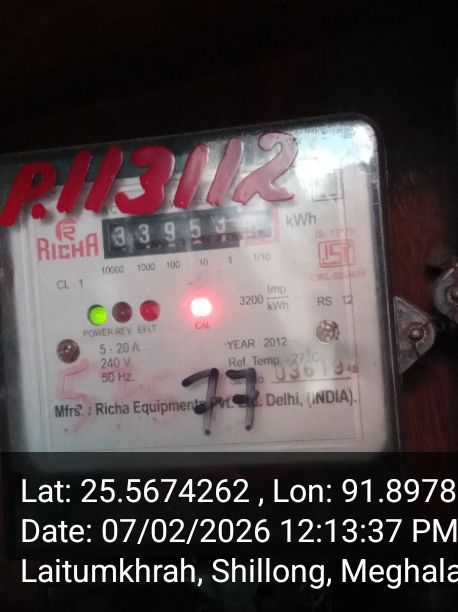 P.113112
RICHA
kWh
10000 1000 100 10 1 1/10
CL - 1
3200 Imp/kWh
RS 12
POWER REV. EFLT CAL
5 - 20 A
240 V
50 Hz.
YEAR : 2012
Ref. Temp. 27°C
77
Mfrs. : Richa Equipments Pvt. Ltd. Delhi, (INDIA).
Lat: 25.5674262 , Lon: 91.8978
Date: 07/02/2026 12:13:37 PM
Laitumkhrah, Shillong, Meghala